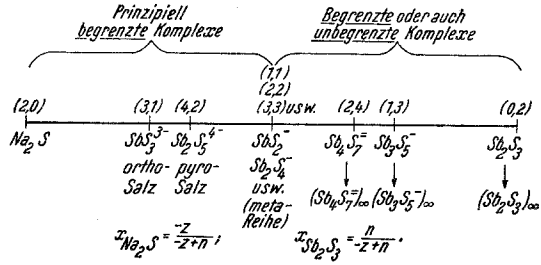 Prinzipiell
begrenzte Komplexe
Begrenzte oder auch
unbegrenzte Komplexe
(1,1)
(2,2)
(2,0) (3,1) (4,2) (3,3) usw. (2,4) (1,3) (0,2)
Na₂S SbS₃³⁻ Sb₂S₅⁴⁻ SbS₂⁻ Sb₄S₇⁼ Sb₃S₅⁻ Sb₂S₃
ortho- pyro- Sb₂S₄⁼
Salz Salz usw.
(meta-
Reihe)
(Sb₄S₇⁼)∞ (Sb₃S₅⁻)∞ (Sb₂S₃)∞
x Na₂S = -z / -z+n ; x Sb₂S₃ = n / -z+n .